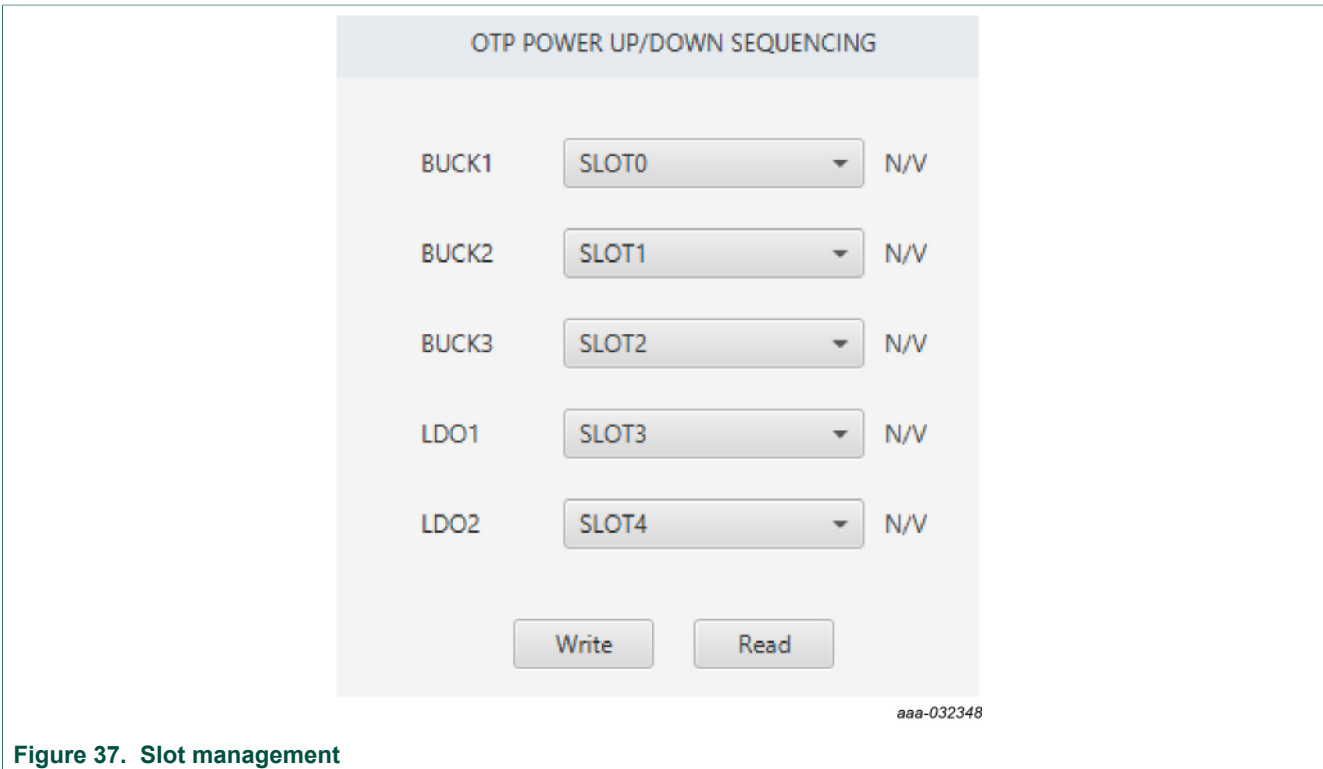 OTP POWER UP/DOWN SEQUENCING
BUCK1 SLOT0 N/V
BUCK2 SLOT1 N/V
BUCK3 SLOT2 N/V
LDO1 SLOT3 N/V
LDO2 SLOT4 N/V
Write Read
aaa-032348
Figure 37. Slot management